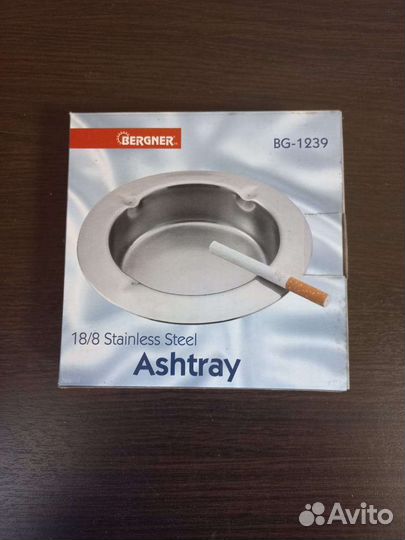 BERGNER
BG-1239
18/8 Stainless Steel
Ashtray
Avito